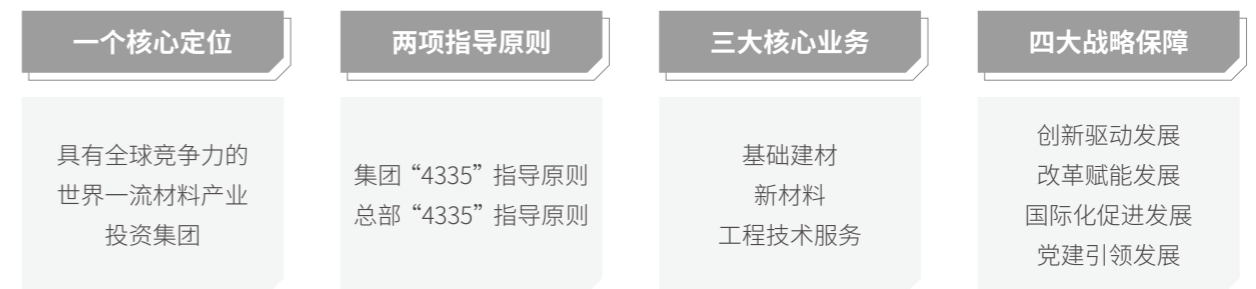 一个核心定位
具有全球竞争力的
世界一流材料产业
投资集团
两项指导原则
集团“4335”指导原则
总部“4335”指导原则
三大核心业务
基础建材
新材料
工程技术服务
四大战略保障
创新驱动发展
改革赋能发展
国际化促进发展
党建引领发展